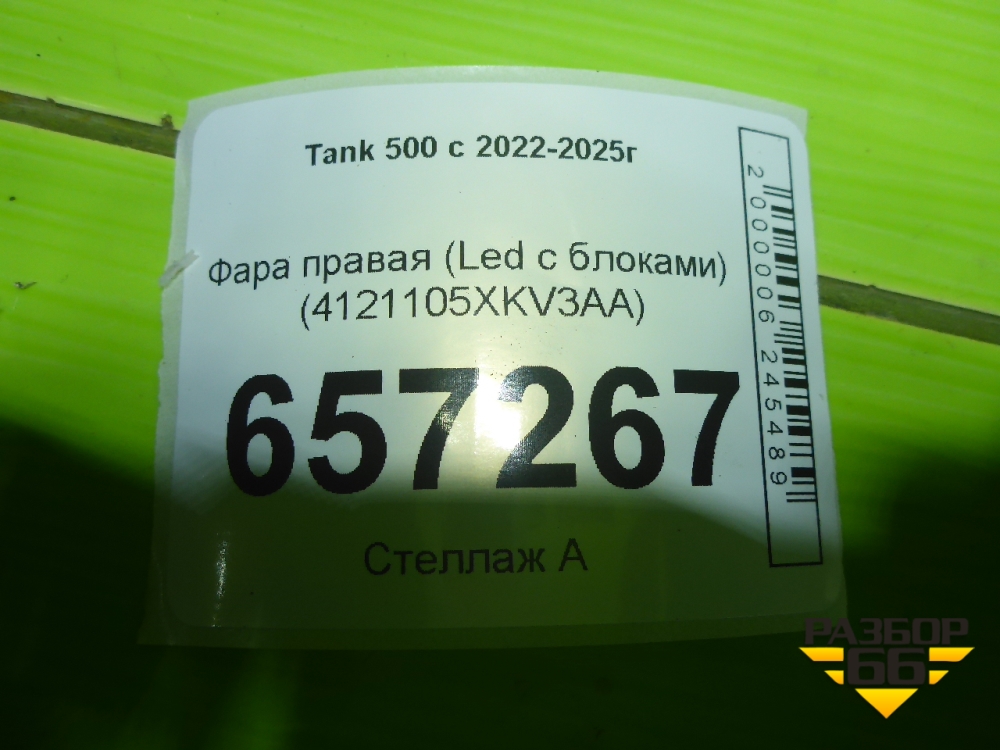 Tank 500 с 2022-2025г
Фара правая (Led с блоками)
(4121105XKV3AA)
657267
Стеллаж А
2000006245489
РАЗБОР
66